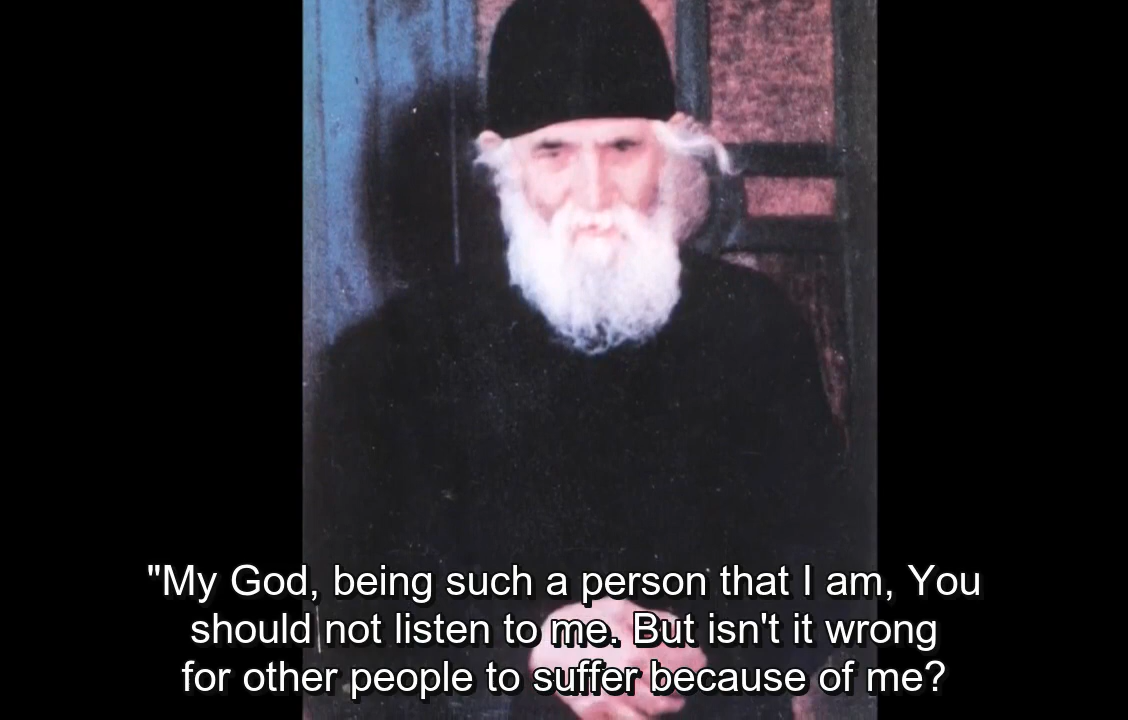 "My God, being such a person that I am, You
should not listen to me. But isn't it wrong
for other people to suffer because of me?